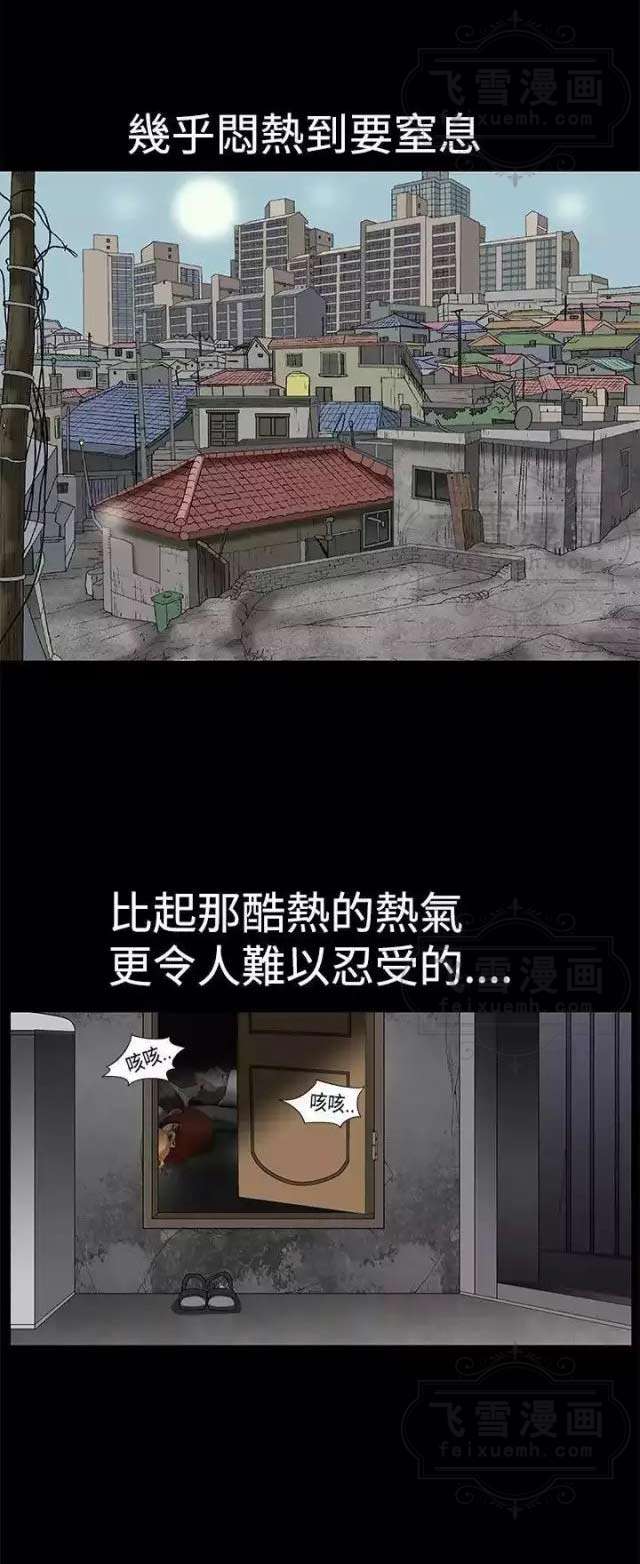 飞雪漫画
feixuemh.com
幾乎悶熱到要窒息
比起那酷熱的熱氣
更令人難以忍受的....
飞雪漫画
feixuemh.com
咳咳..
咳咳..
飞雪漫画
feixuemh.com